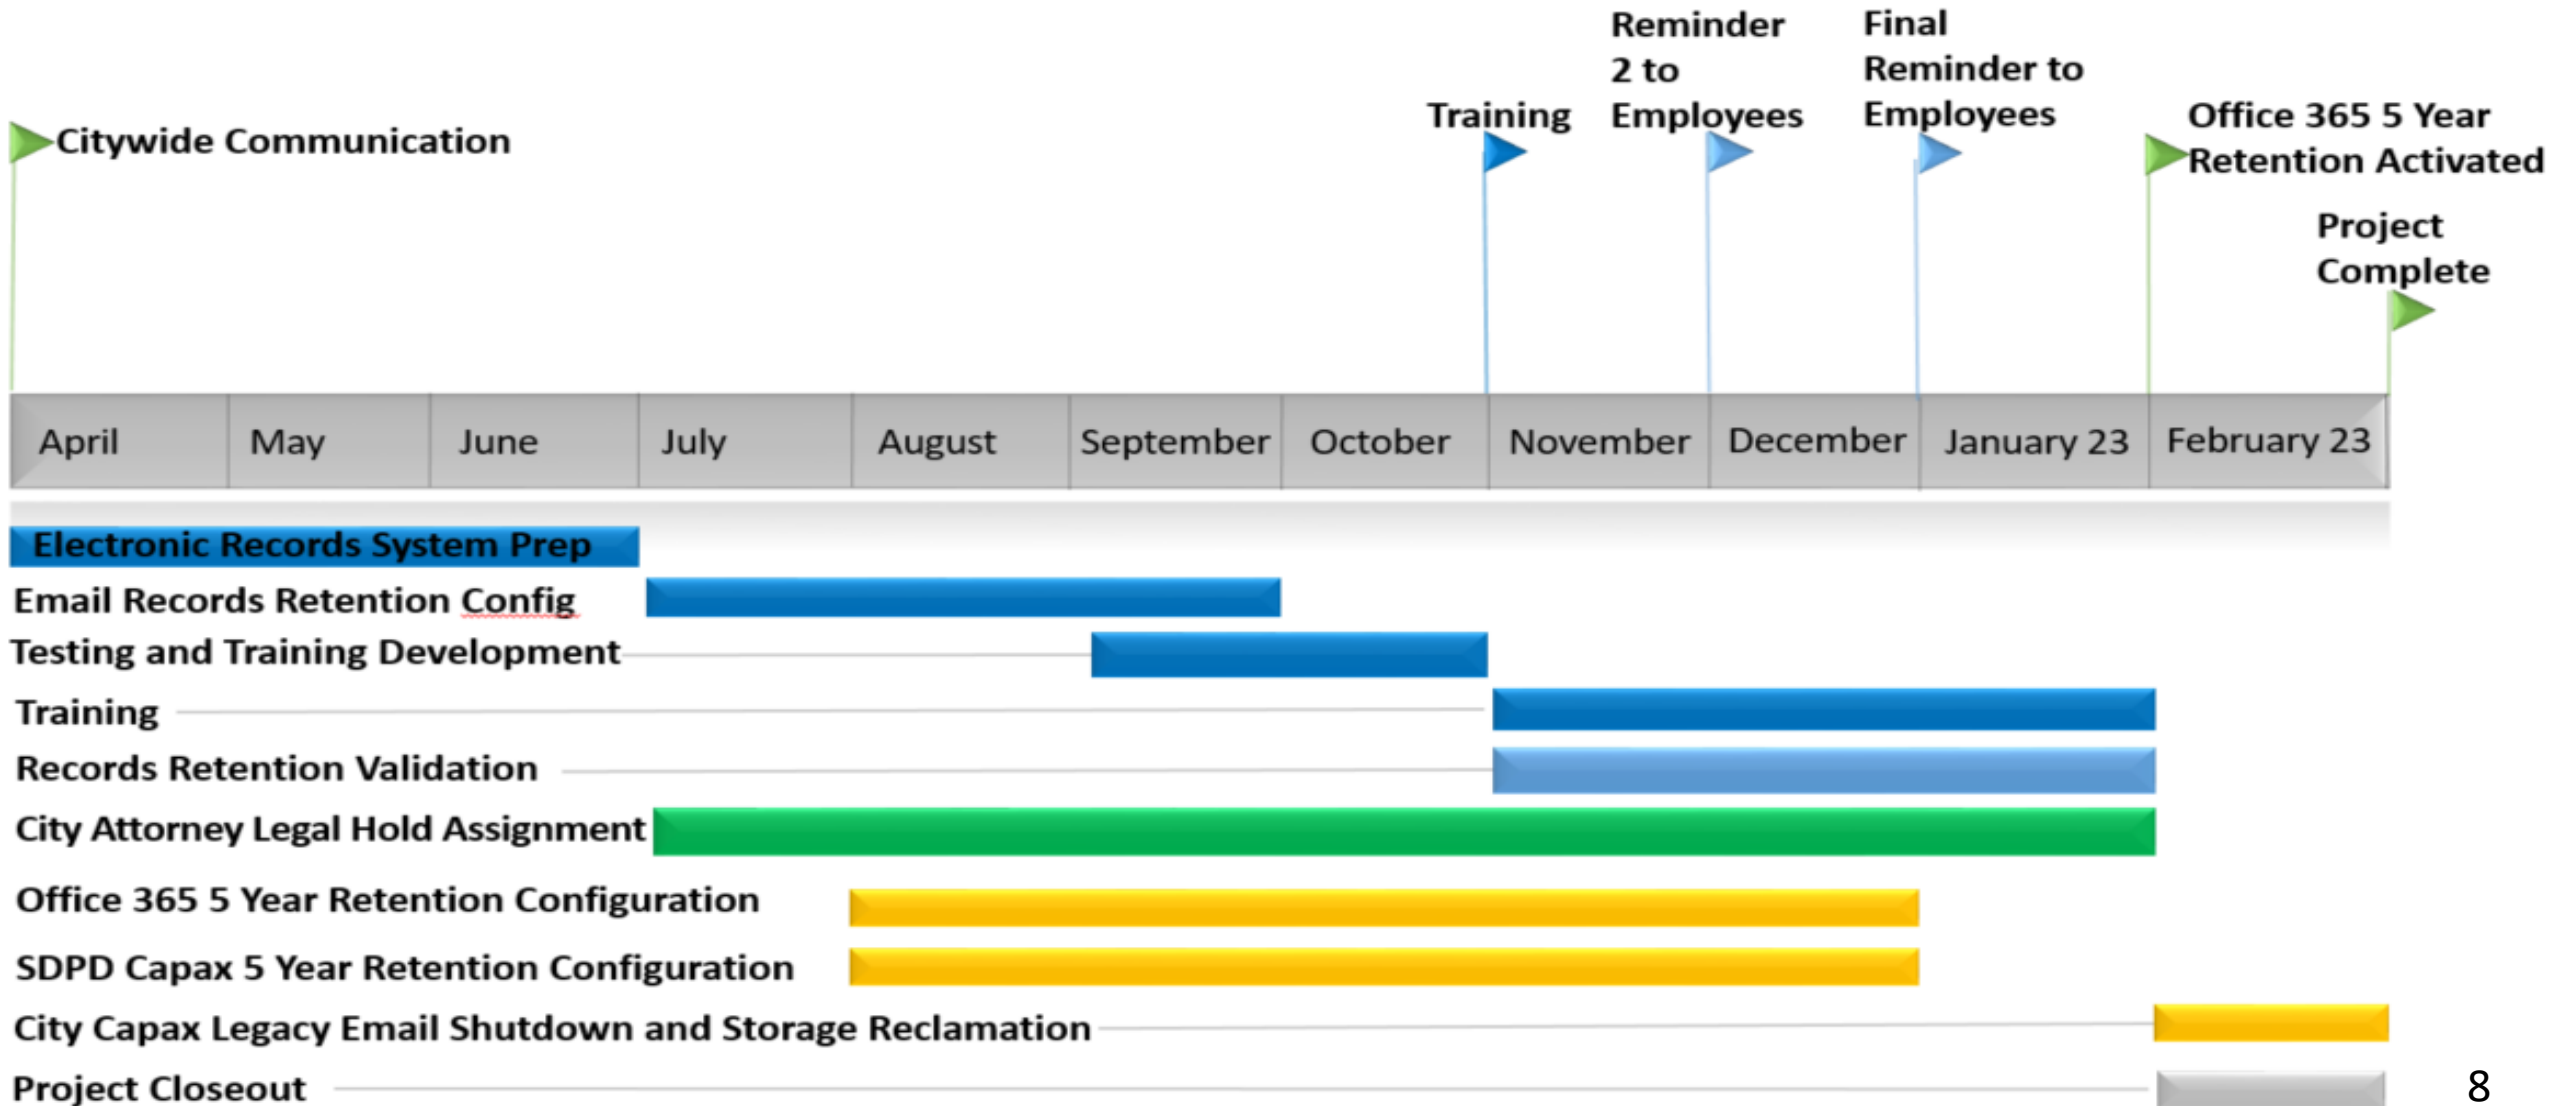 Reminder
2 to
Employees
Final
Reminder to
Employees
Citywide Communication
Training
Office 365 5 Year
Retention Activated
Project
Complete
April May June July August September October November December January 23 February 23
Electronic Records System Prep
Email Records Retention Config
Testing and Training Development
Training
Records Retention Validation
City Attorney Legal Hold Assignment
Office 365 5 Year Retention Configuration
SDPD Capax 5 Year Retention Configuration
City Capax Legacy Email Shutdown and Storage Reclamation
Project Closeout
8